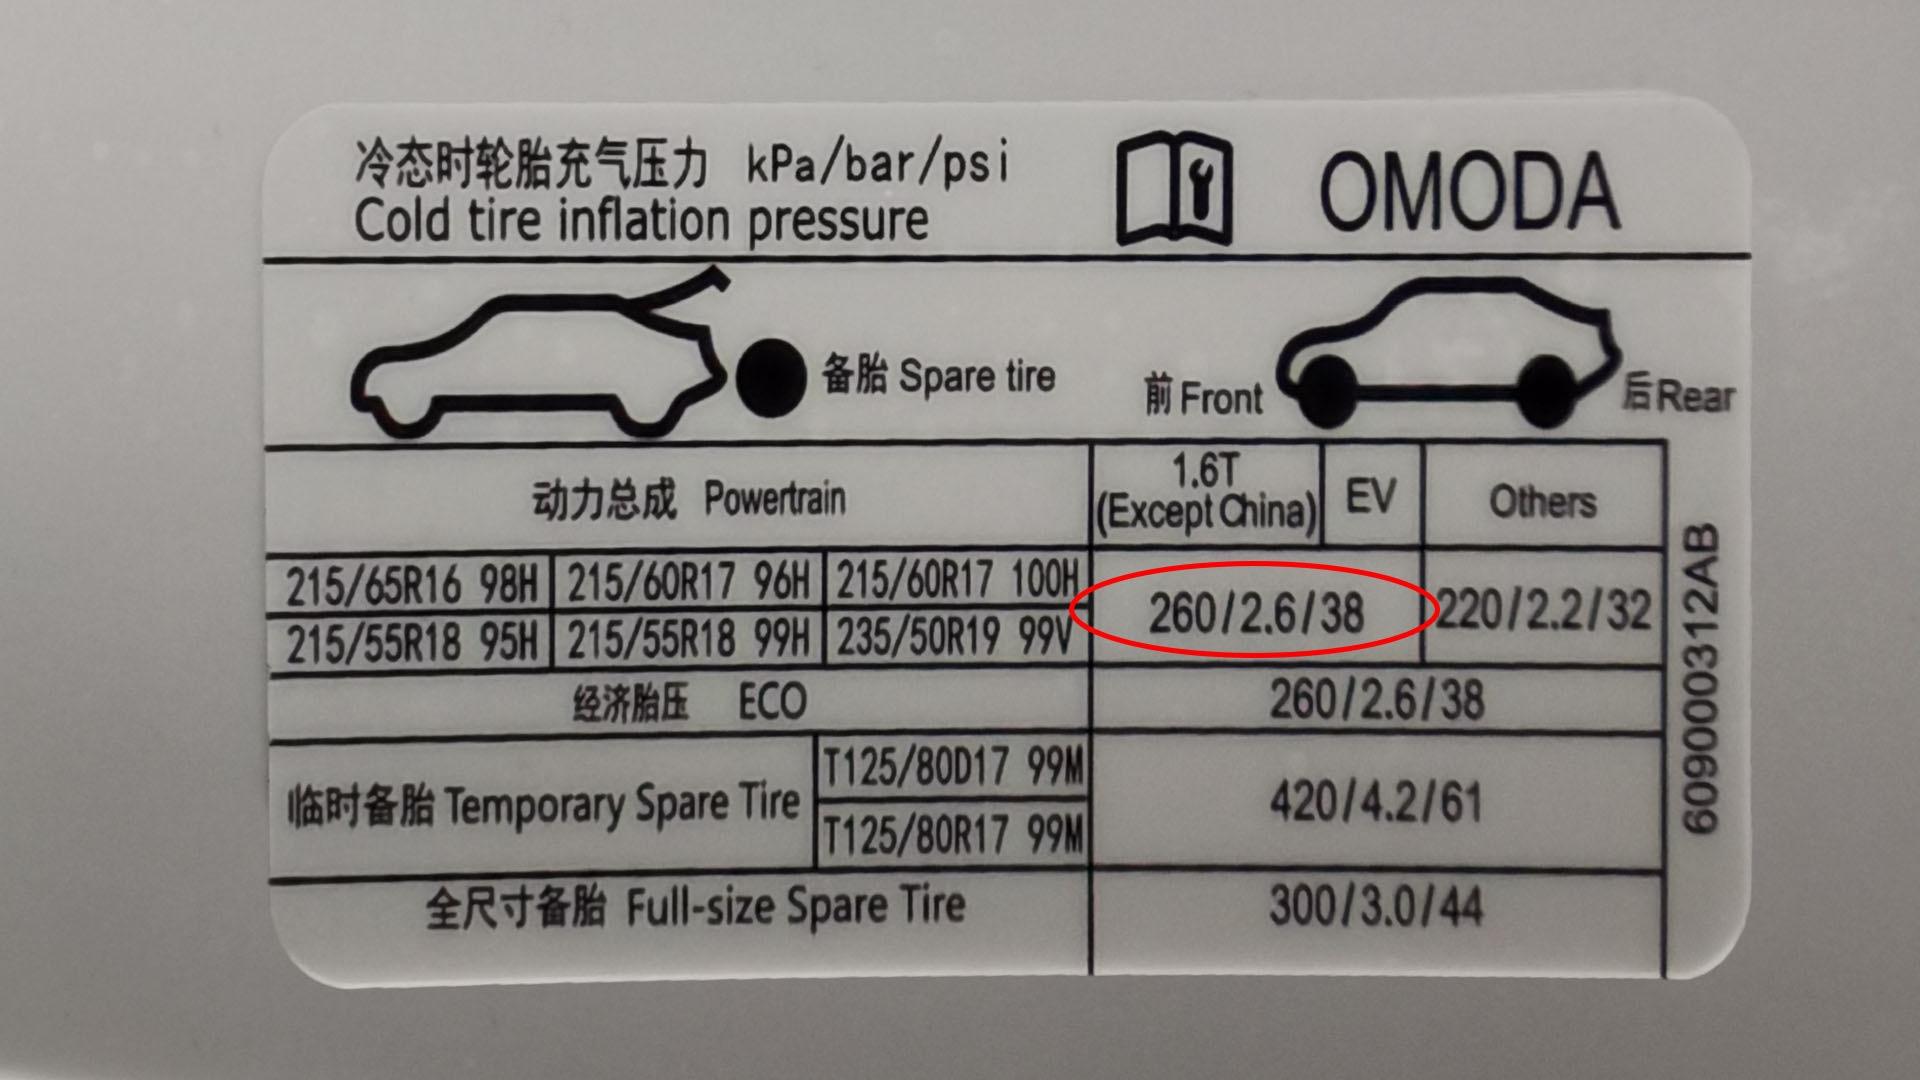 冷态时轮胎充气压力 kPa/bar/psi
Cold tire inflation pressure
OMODA
备胎 Spare tire
前 Front
后 Rear
动力总成 Powertrain
1.6T
(Except China)
EV
Others
215/65R16 98H
215/60R17 96H
215/60R17 100H
215/55R18 95H
215/55R18 99H
235/50R19 99V
260/2.6/38
220/2.2/32
经济胎压 ECO
260/2.6/38
临时备胎 Temporary Spare Tire
T125/80D17 99M
T125/80R17 99M
420/4.2/61
全尺寸备胎 Full-size Spare Tire
300/3.0/44
609000312AB